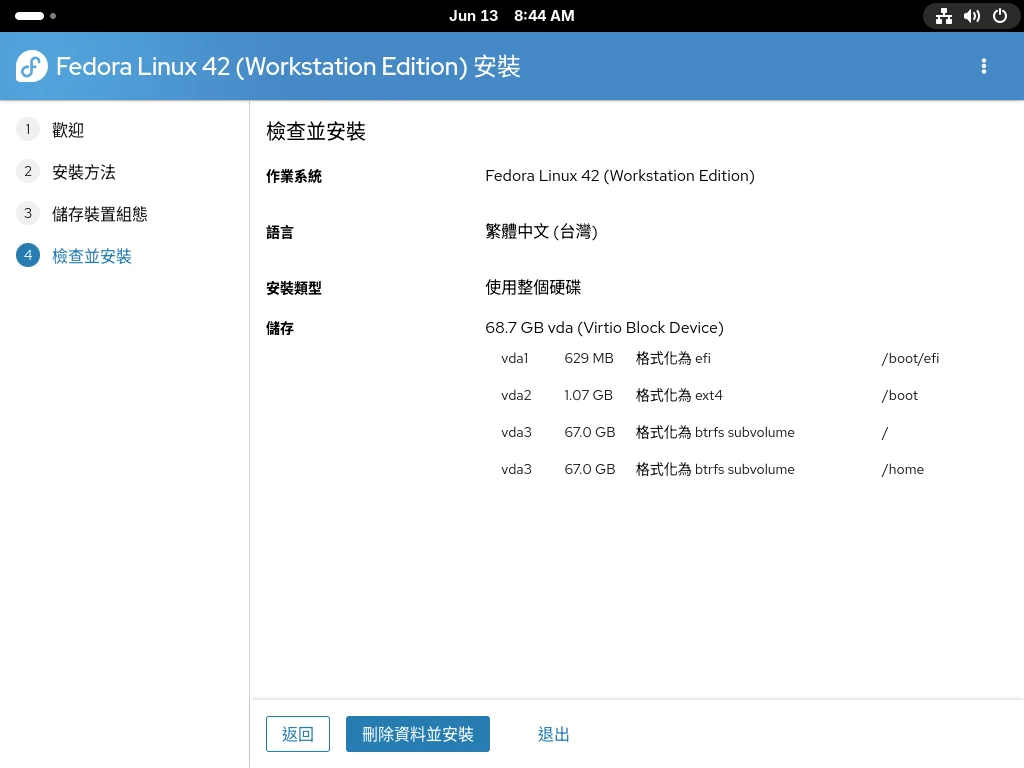 Jun 13 8:44 AM
Fedora Linux 42 (Workstation Edition) 安裝
1 歡迎
2 安裝方法
3 儲存裝置組態
4 檢查並安裝
檢查並安裝
作業系統 Fedora Linux 42 (Workstation Edition)
語言 繁體中文 (台灣)
安裝類型 使用整個硬碟
儲存 68.7 GB vda (Virtio Block Device)
vda1 629 MB 格式化為 efi /boot/efi
vda2 1.07 GB 格式化為 ext4 /boot
vda3 67.0 GB 格式化為 btrfs subvolume /
vda3 67.0 GB 格式化為 btrfs subvolume /home
返回 刪除資料並安裝 退出